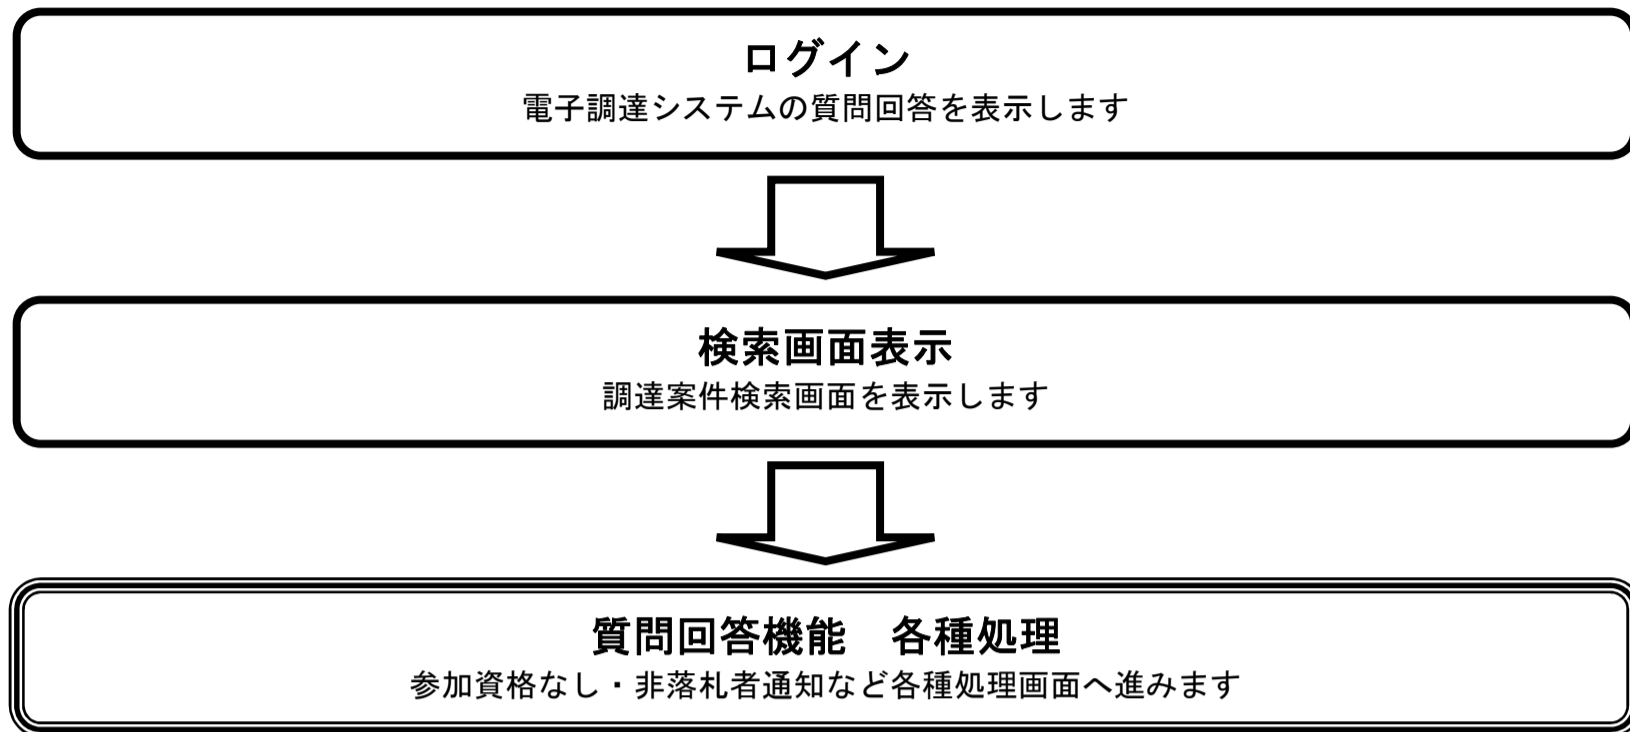 ログイン
電子調達システムの質問回答を表示します
検索画面表示
調達案件検索画面を表示します
質問回答機能　各種処理
参加資格なし・非落札者通知など各種処理画面へ進みます